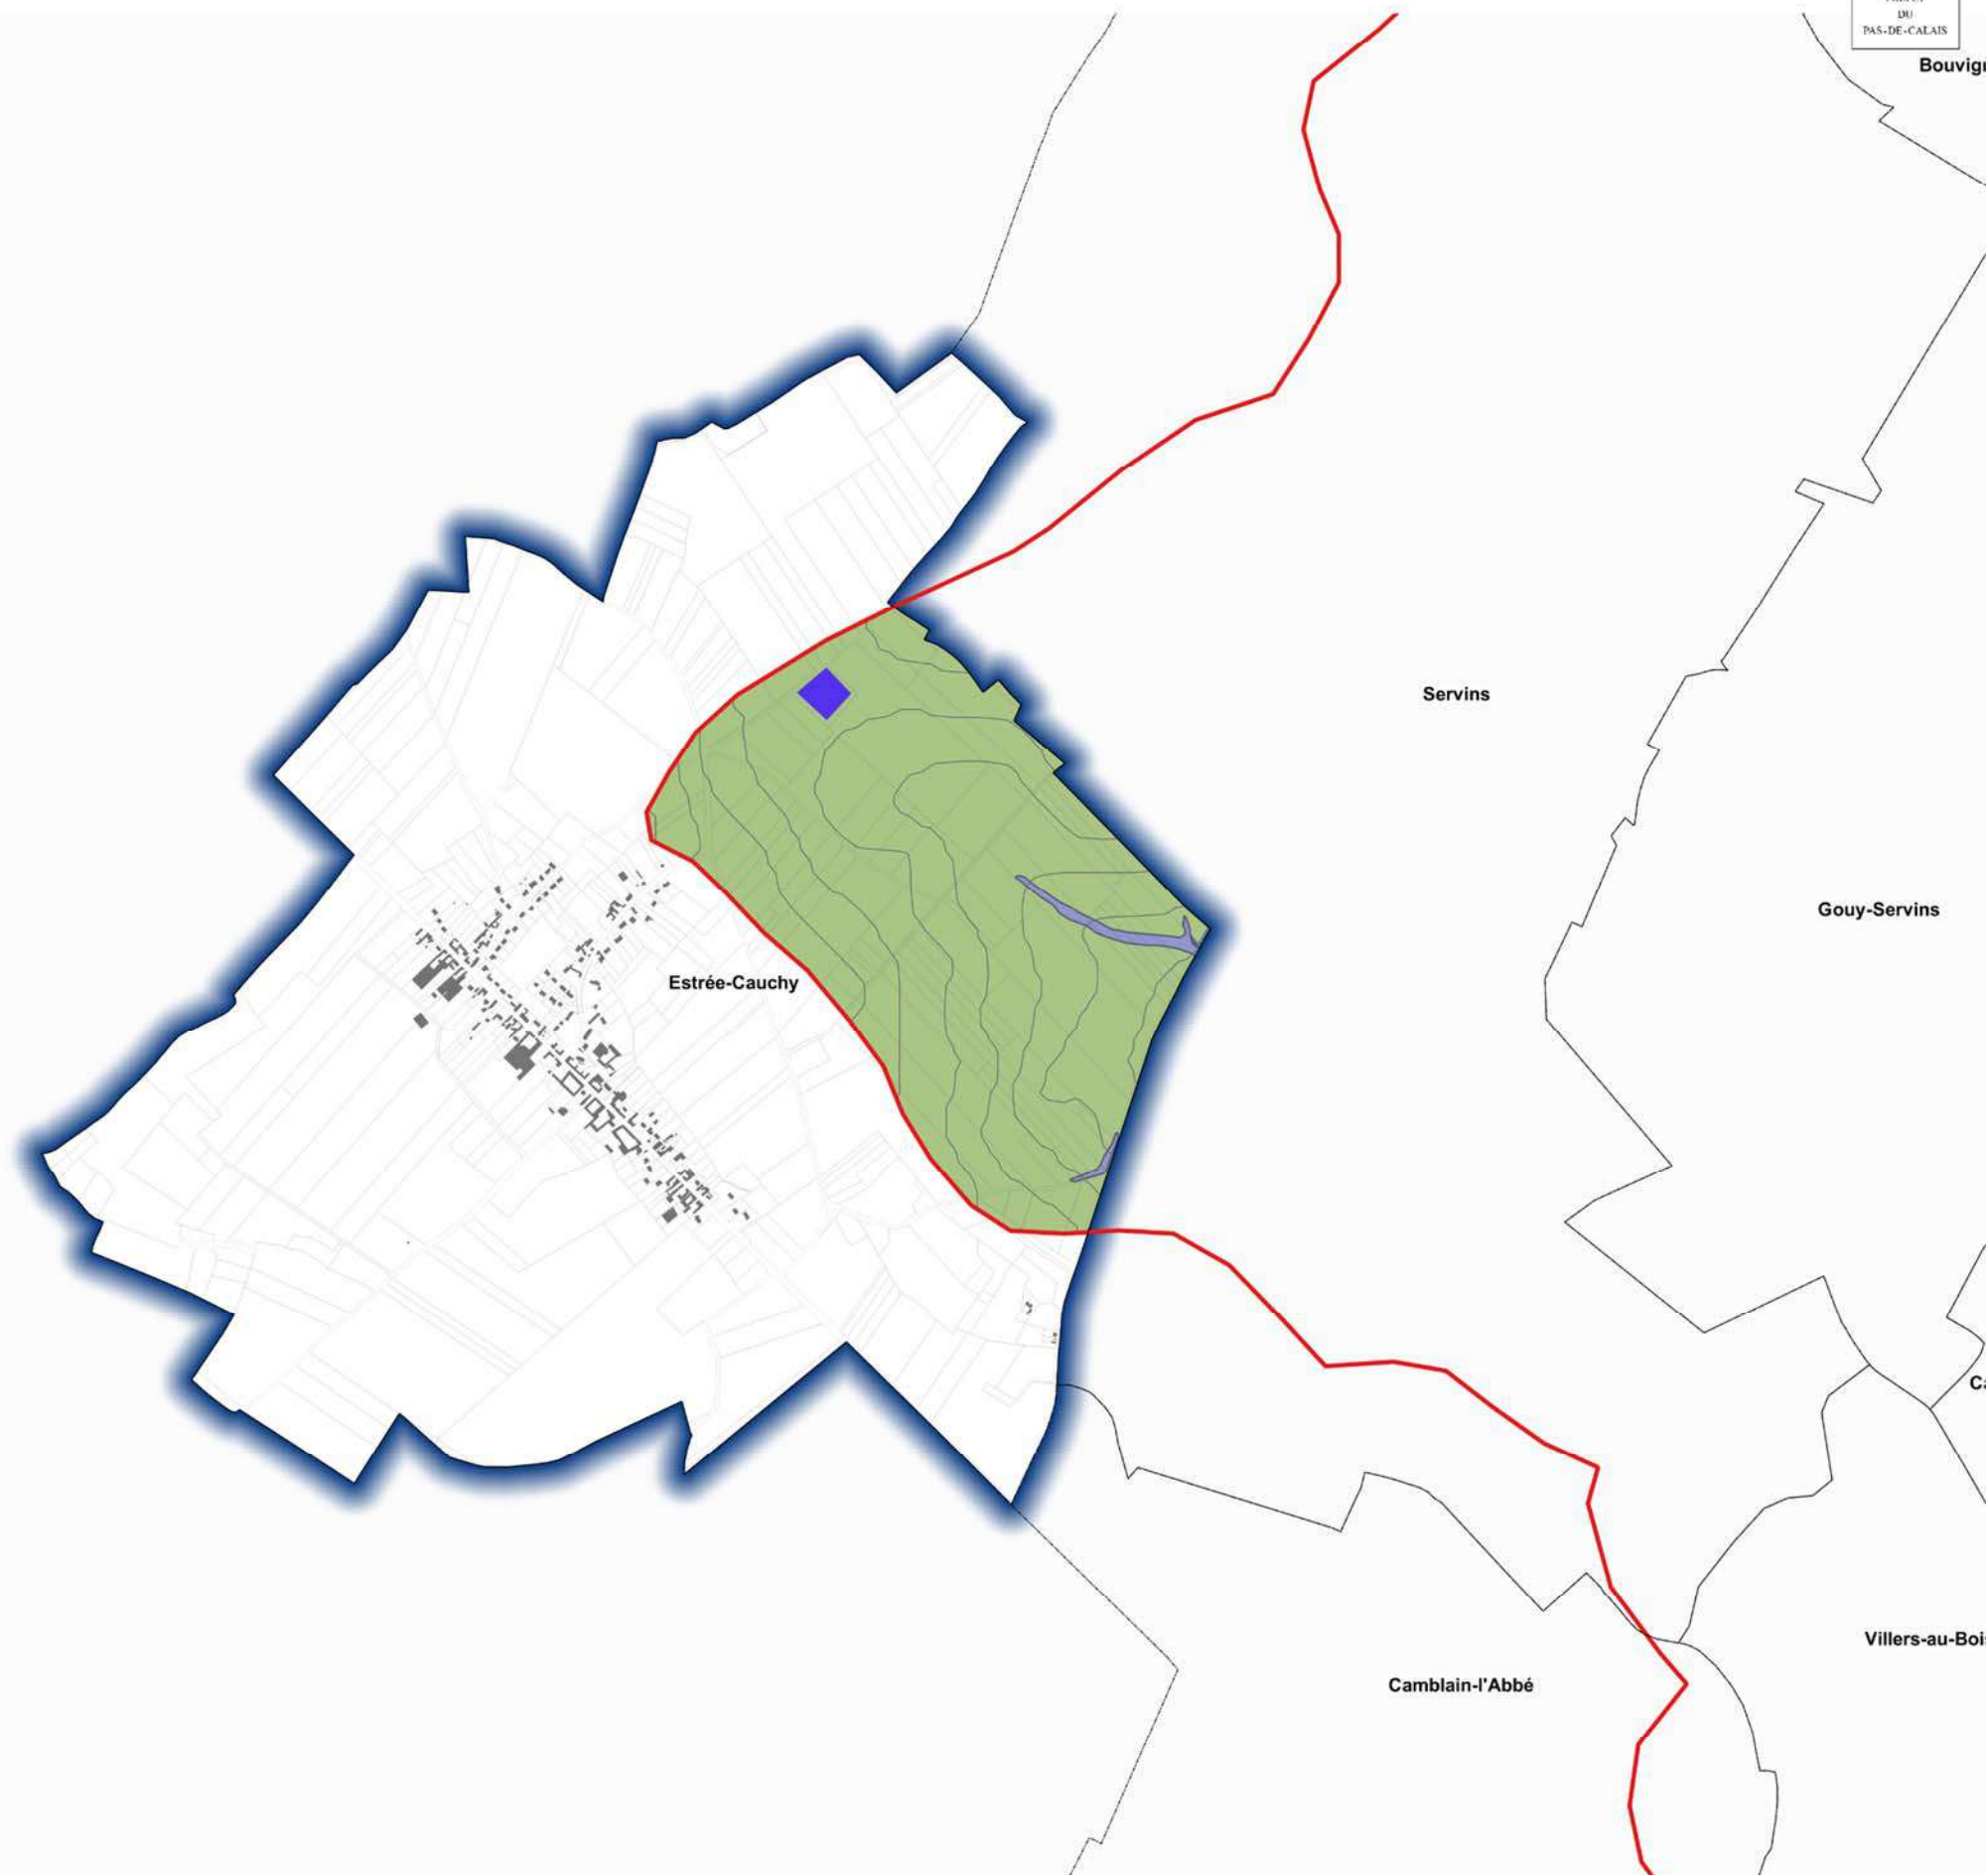 DU
PAS-DE-CALAIS
Servins
Gouy-Servins
Estrée-Cauchy
Camblain-l'Abbé